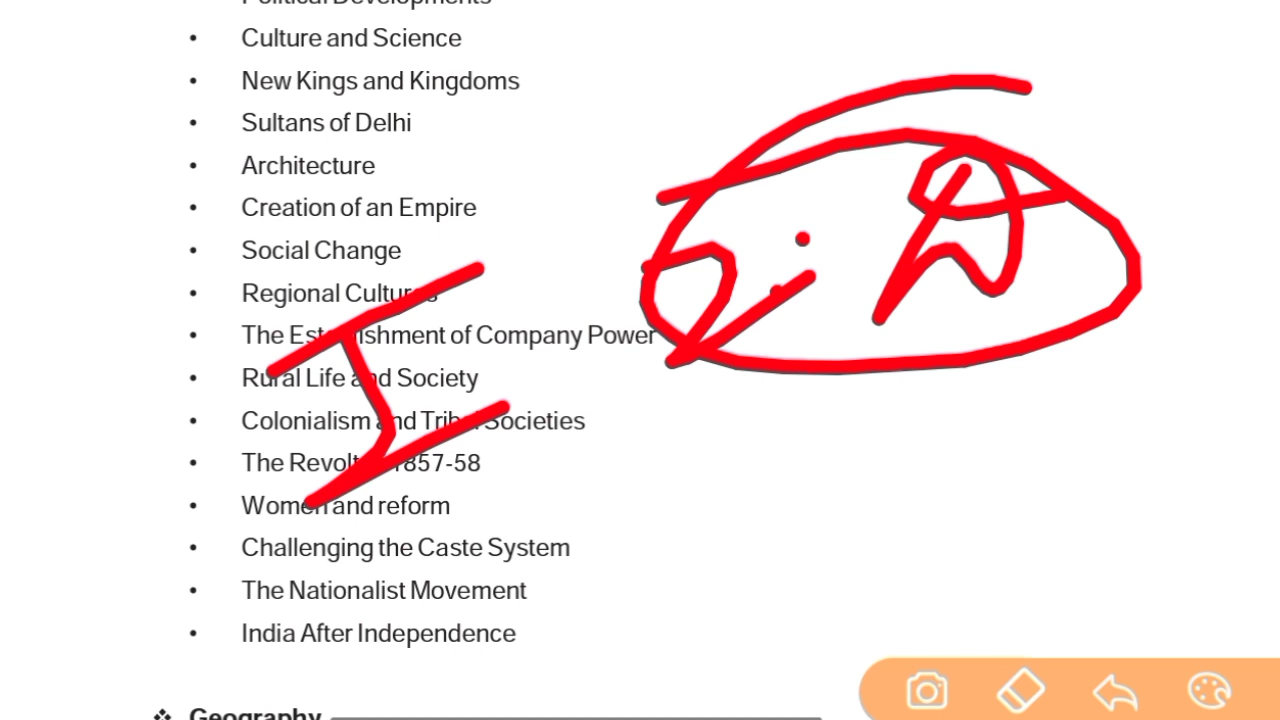 Political Developments
• Culture and Science
• New Kings and Kingdoms
• Sultans of Delhi
• Architecture
• Creation of an Empire
• Social Change
• Regional Cultures
• The Establishment of Company Power
• Rural Life and Society
• Colonialism and Tribal Societies
• The Revolt of 1857-58
• Women and reform
• Challenging the Caste System
• The Nationalist Movement
• India After Independence
❖ Geography